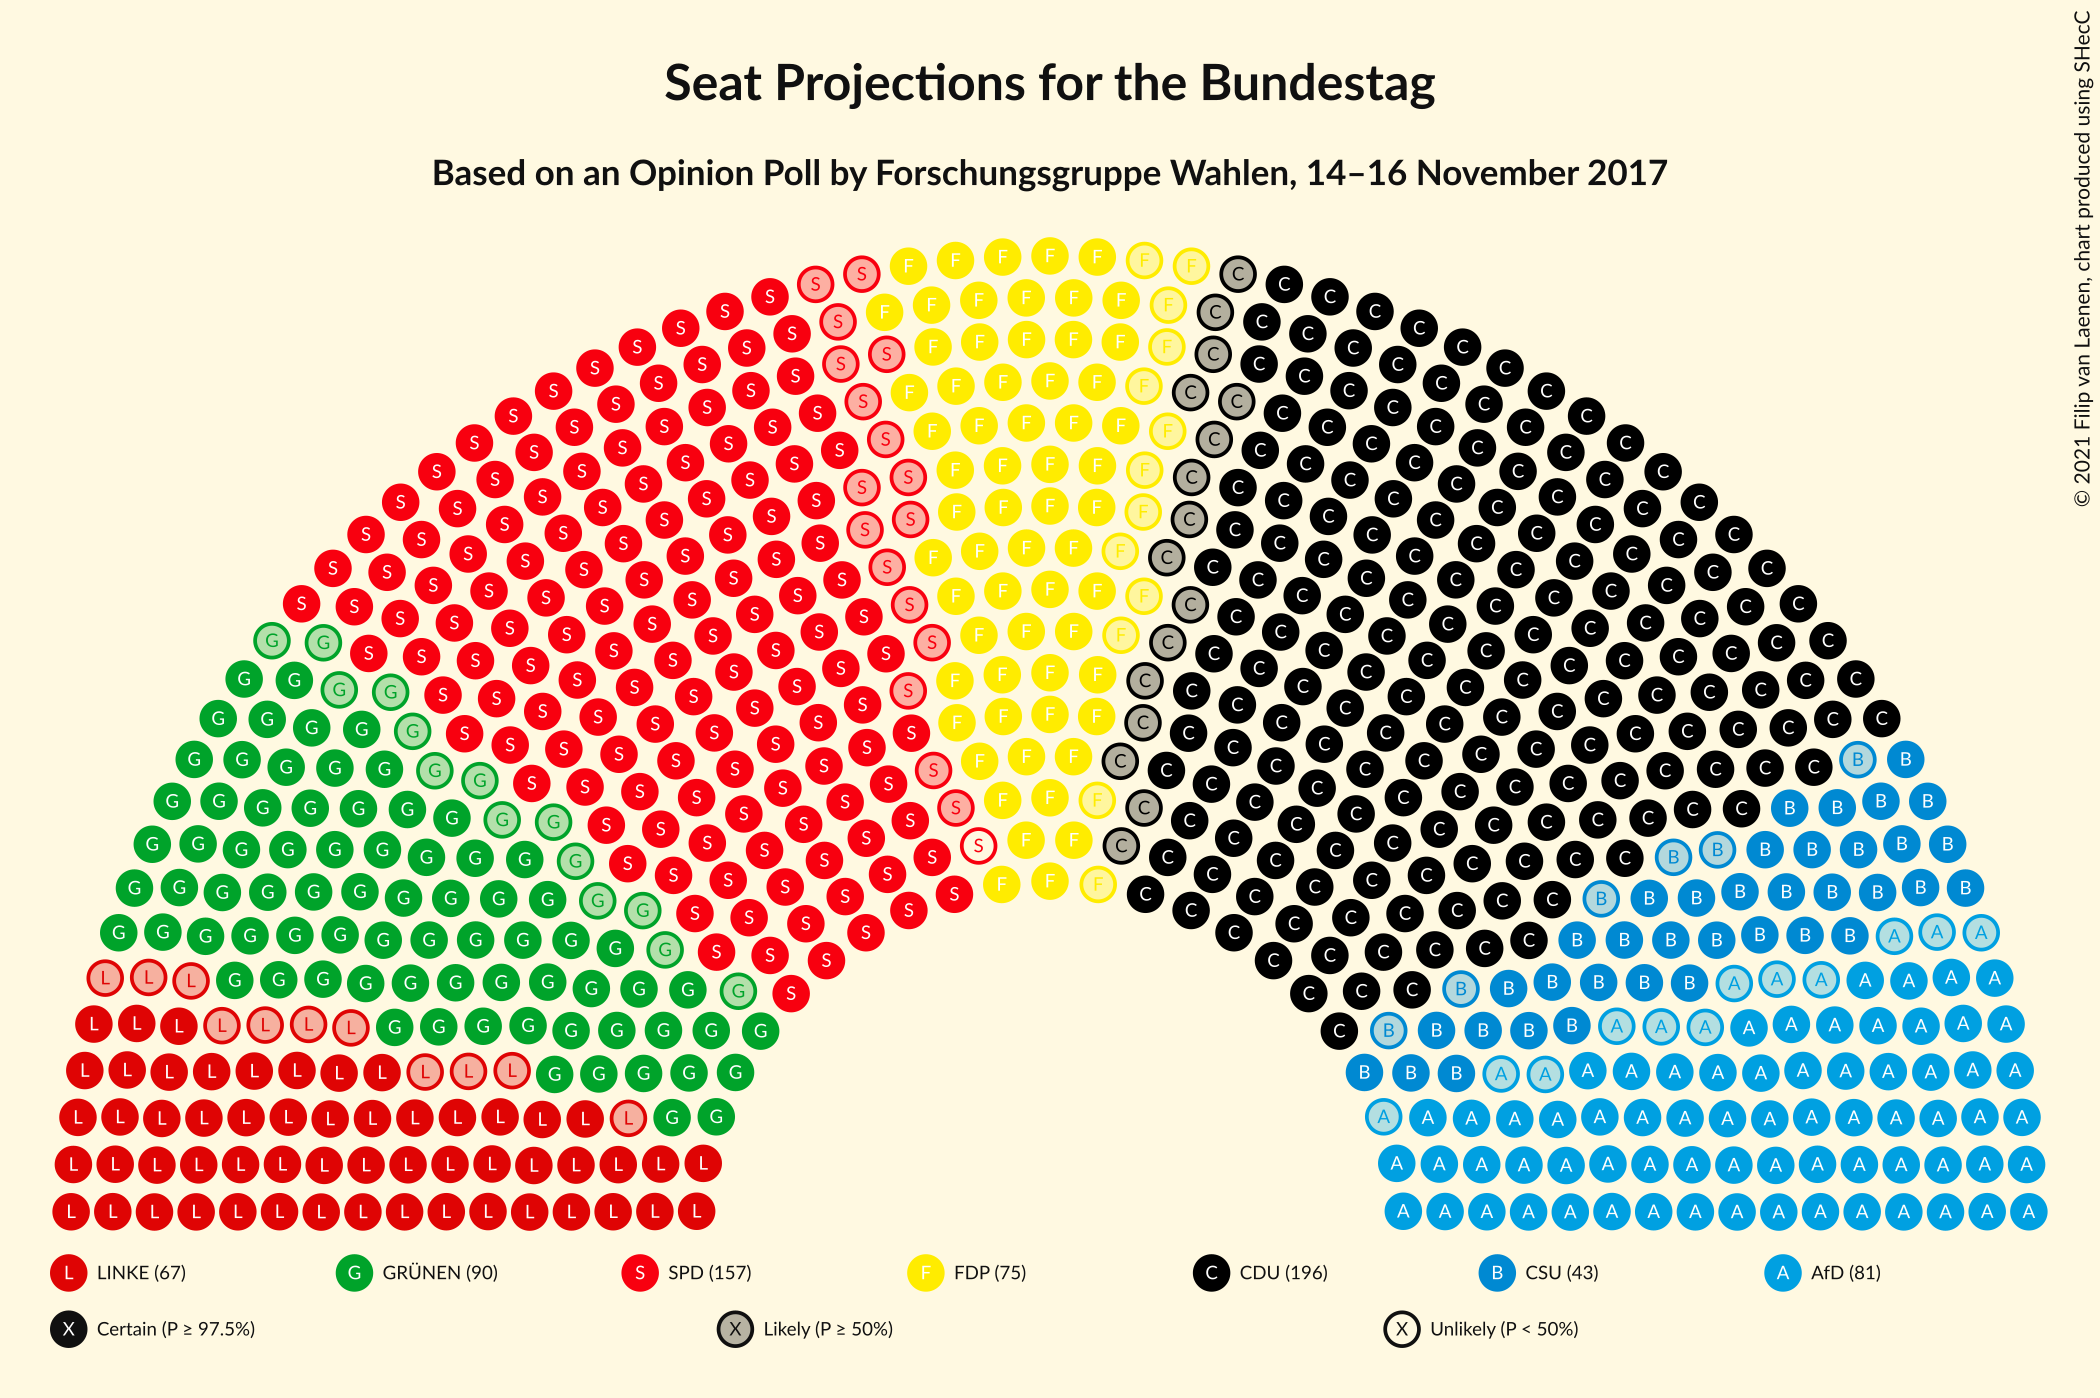 Seat Projections for the Bundestag
Based on an Opinion Poll by Forschungsgruppe Wahlen, 14–16 November 2017
© 2021 Filip van Laenen, chart produced using SHecC
L LINKE (67) G GRÜNEN (90) S SPD (157) F FDP (75) C CDU (196) B CSU (43) A AfD (81)
X Certain (P ≥ 97.5%) X Likely (P ≥ 50%) X Unlikely (P < 50%)